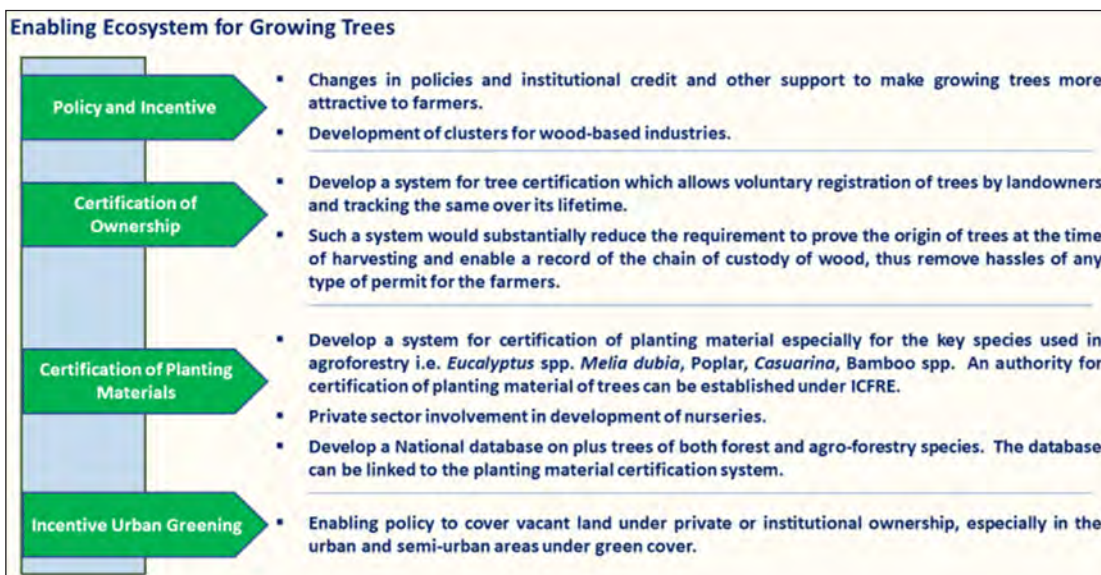 Enabling Ecosystem for Growing Trees
Policy and Incentive
▪ Changes in policies and institutional credit and other support to make growing trees more
attractive to farmers.
▪ Development of clusters for wood-based industries.
Certification of
Ownership
▪ Develop a system for tree certification which allows voluntary registration of trees by landowners
and tracking the same over its lifetime.
▪ Such a system would substantially reduce the requirement to prove the origin of trees at the time
of harvesting and enable a record of the chain of custody of wood, thus remove hassles of any
type of permit for the farmers.
Certification of Planting
Materials
▪ Develop a system for certification of planting material especially for the key species used in
agroforestry i.e. Eucalyptus spp. Melia dubia, Poplar, Casuarina, Bamboo spp. An authority for
certification of planting material of trees can be established under ICFRE.
▪ Private sector involvement in development of nurseries.
▪ Develop a National database on plus trees of both forest and agro-forestry species. The database
can be linked to the planting material certification system.
Incentive Urban Greening
▪ Enabling policy to cover vacant land under private or institutional ownership, especially in the
urban and semi-urban areas under green cover.